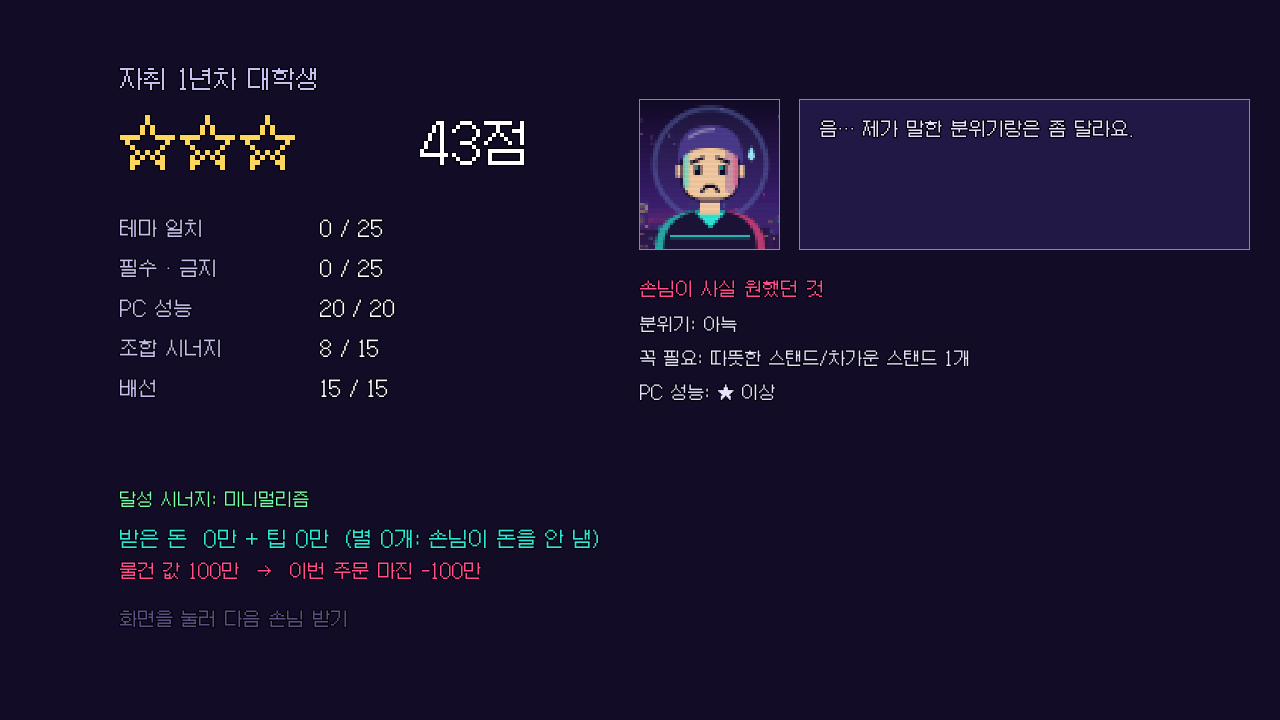 자취 1년차 대학생
☆☆☆ 43점
테마 일치 0 / 25
필수 · 금지 0 / 25
PC 성능 20 / 20
조합 시너지 8 / 15
배선 15 / 15
음… 제가 말한 분위기랑은 좀 달라요.
손님이 사실 원했던 것
분위기: 아늑
꼭 필요: 따뜻한 스탠드/차가운 스탠드 1개
PC 성능: ★ 이상
달성 시너지: 미니멀리즘
받은 돈 0만 + 팁 0만 (별 0개: 손님이 돈을 안 냄)
물건 값 100만 → 이번 주문 마진 -100만
화면을 눌러 다음 손님 받기